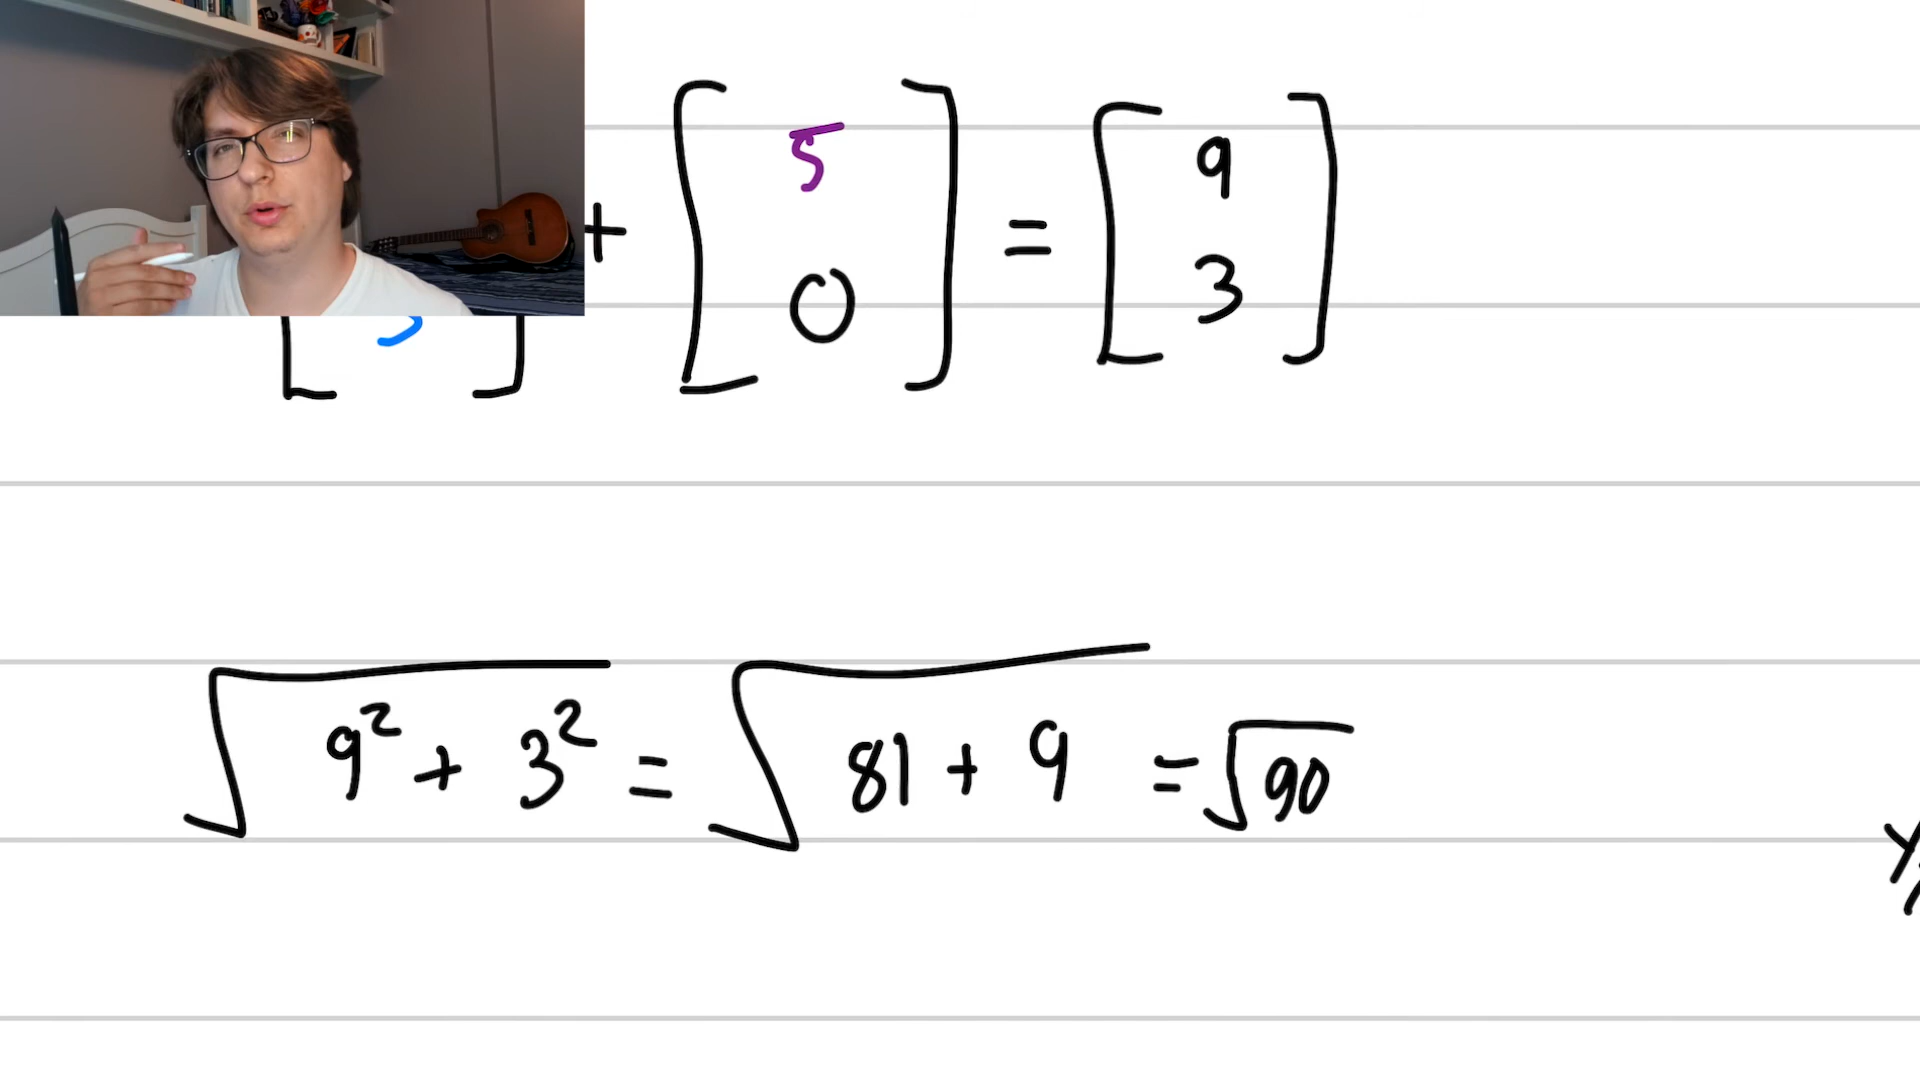 + [5 0] = [9 3]
√9² + 3² = √81 + 9 = √90